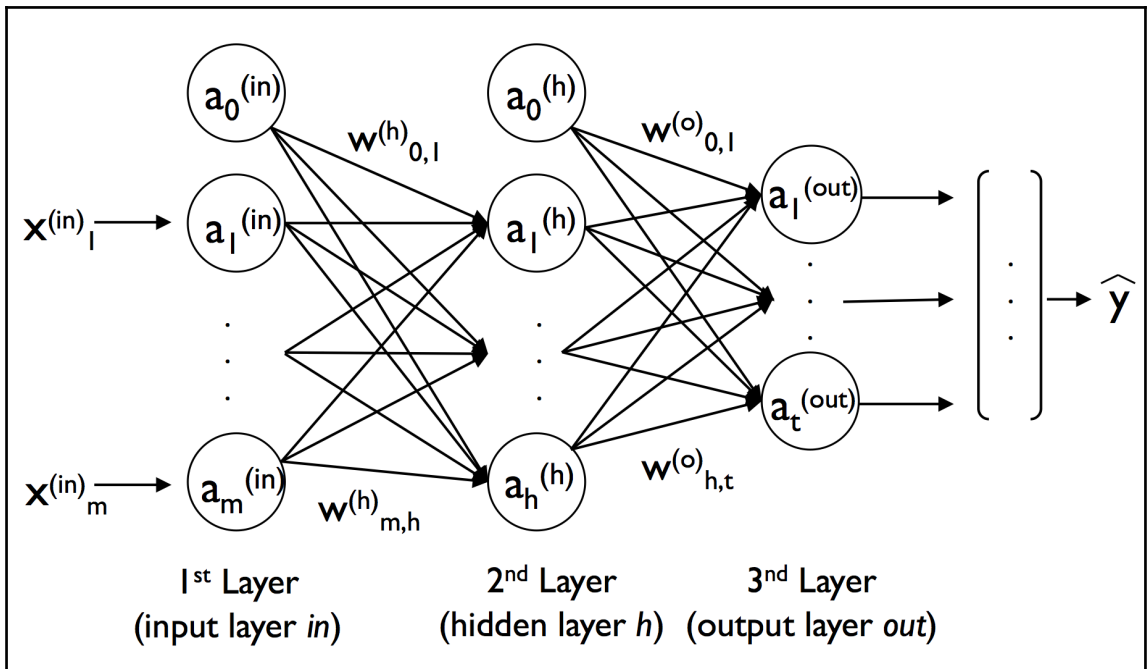 a₀⁽ⁱⁿ⁾ a₀⁽ʰ⁾
w⁽ʰ⁾₀,₁ w⁽ᵒ⁾₀,₁
x⁽ⁱⁿ⁾₁ a₁⁽ⁱⁿ⁾ a₁⁽ʰ⁾ a₁⁽ᵒᵘᵗ⁾
ŷ
x⁽ⁱⁿ⁾ₘ aₘ⁽ⁱⁿ⁾ aₕ⁽ʰ⁾ aₜ⁽ᵒᵘᵗ⁾
w⁽ʰ⁾ₘ,ₕ w⁽ᵒ⁾ₕ,ₜ
1ˢᵗ Layer 2ⁿᵈ Layer 3ⁿᵈ Layer
(input layer in) (hidden layer h) (output layer out)